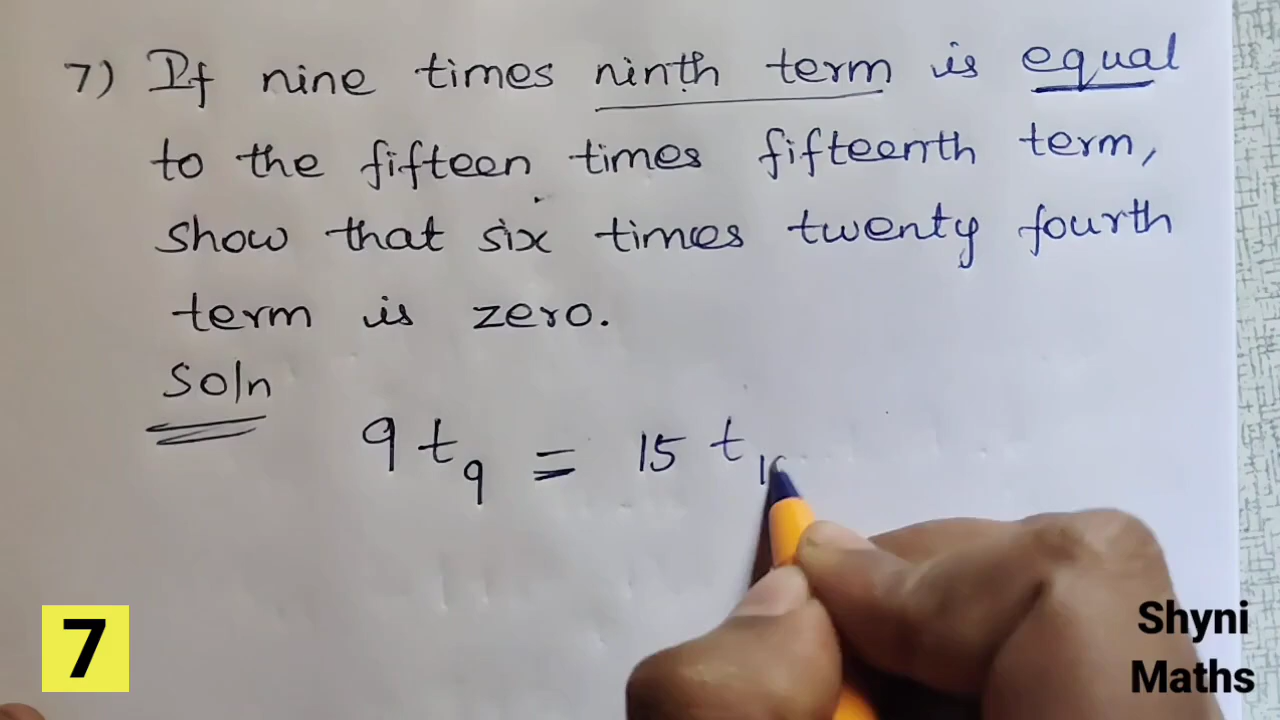 7) If nine times ninth term is equal
to the fifteen times fifteenth term,
show that six times twenty fourth
term is zero.
Soln
9 t9 = 15 t
7
Shyni
Maths